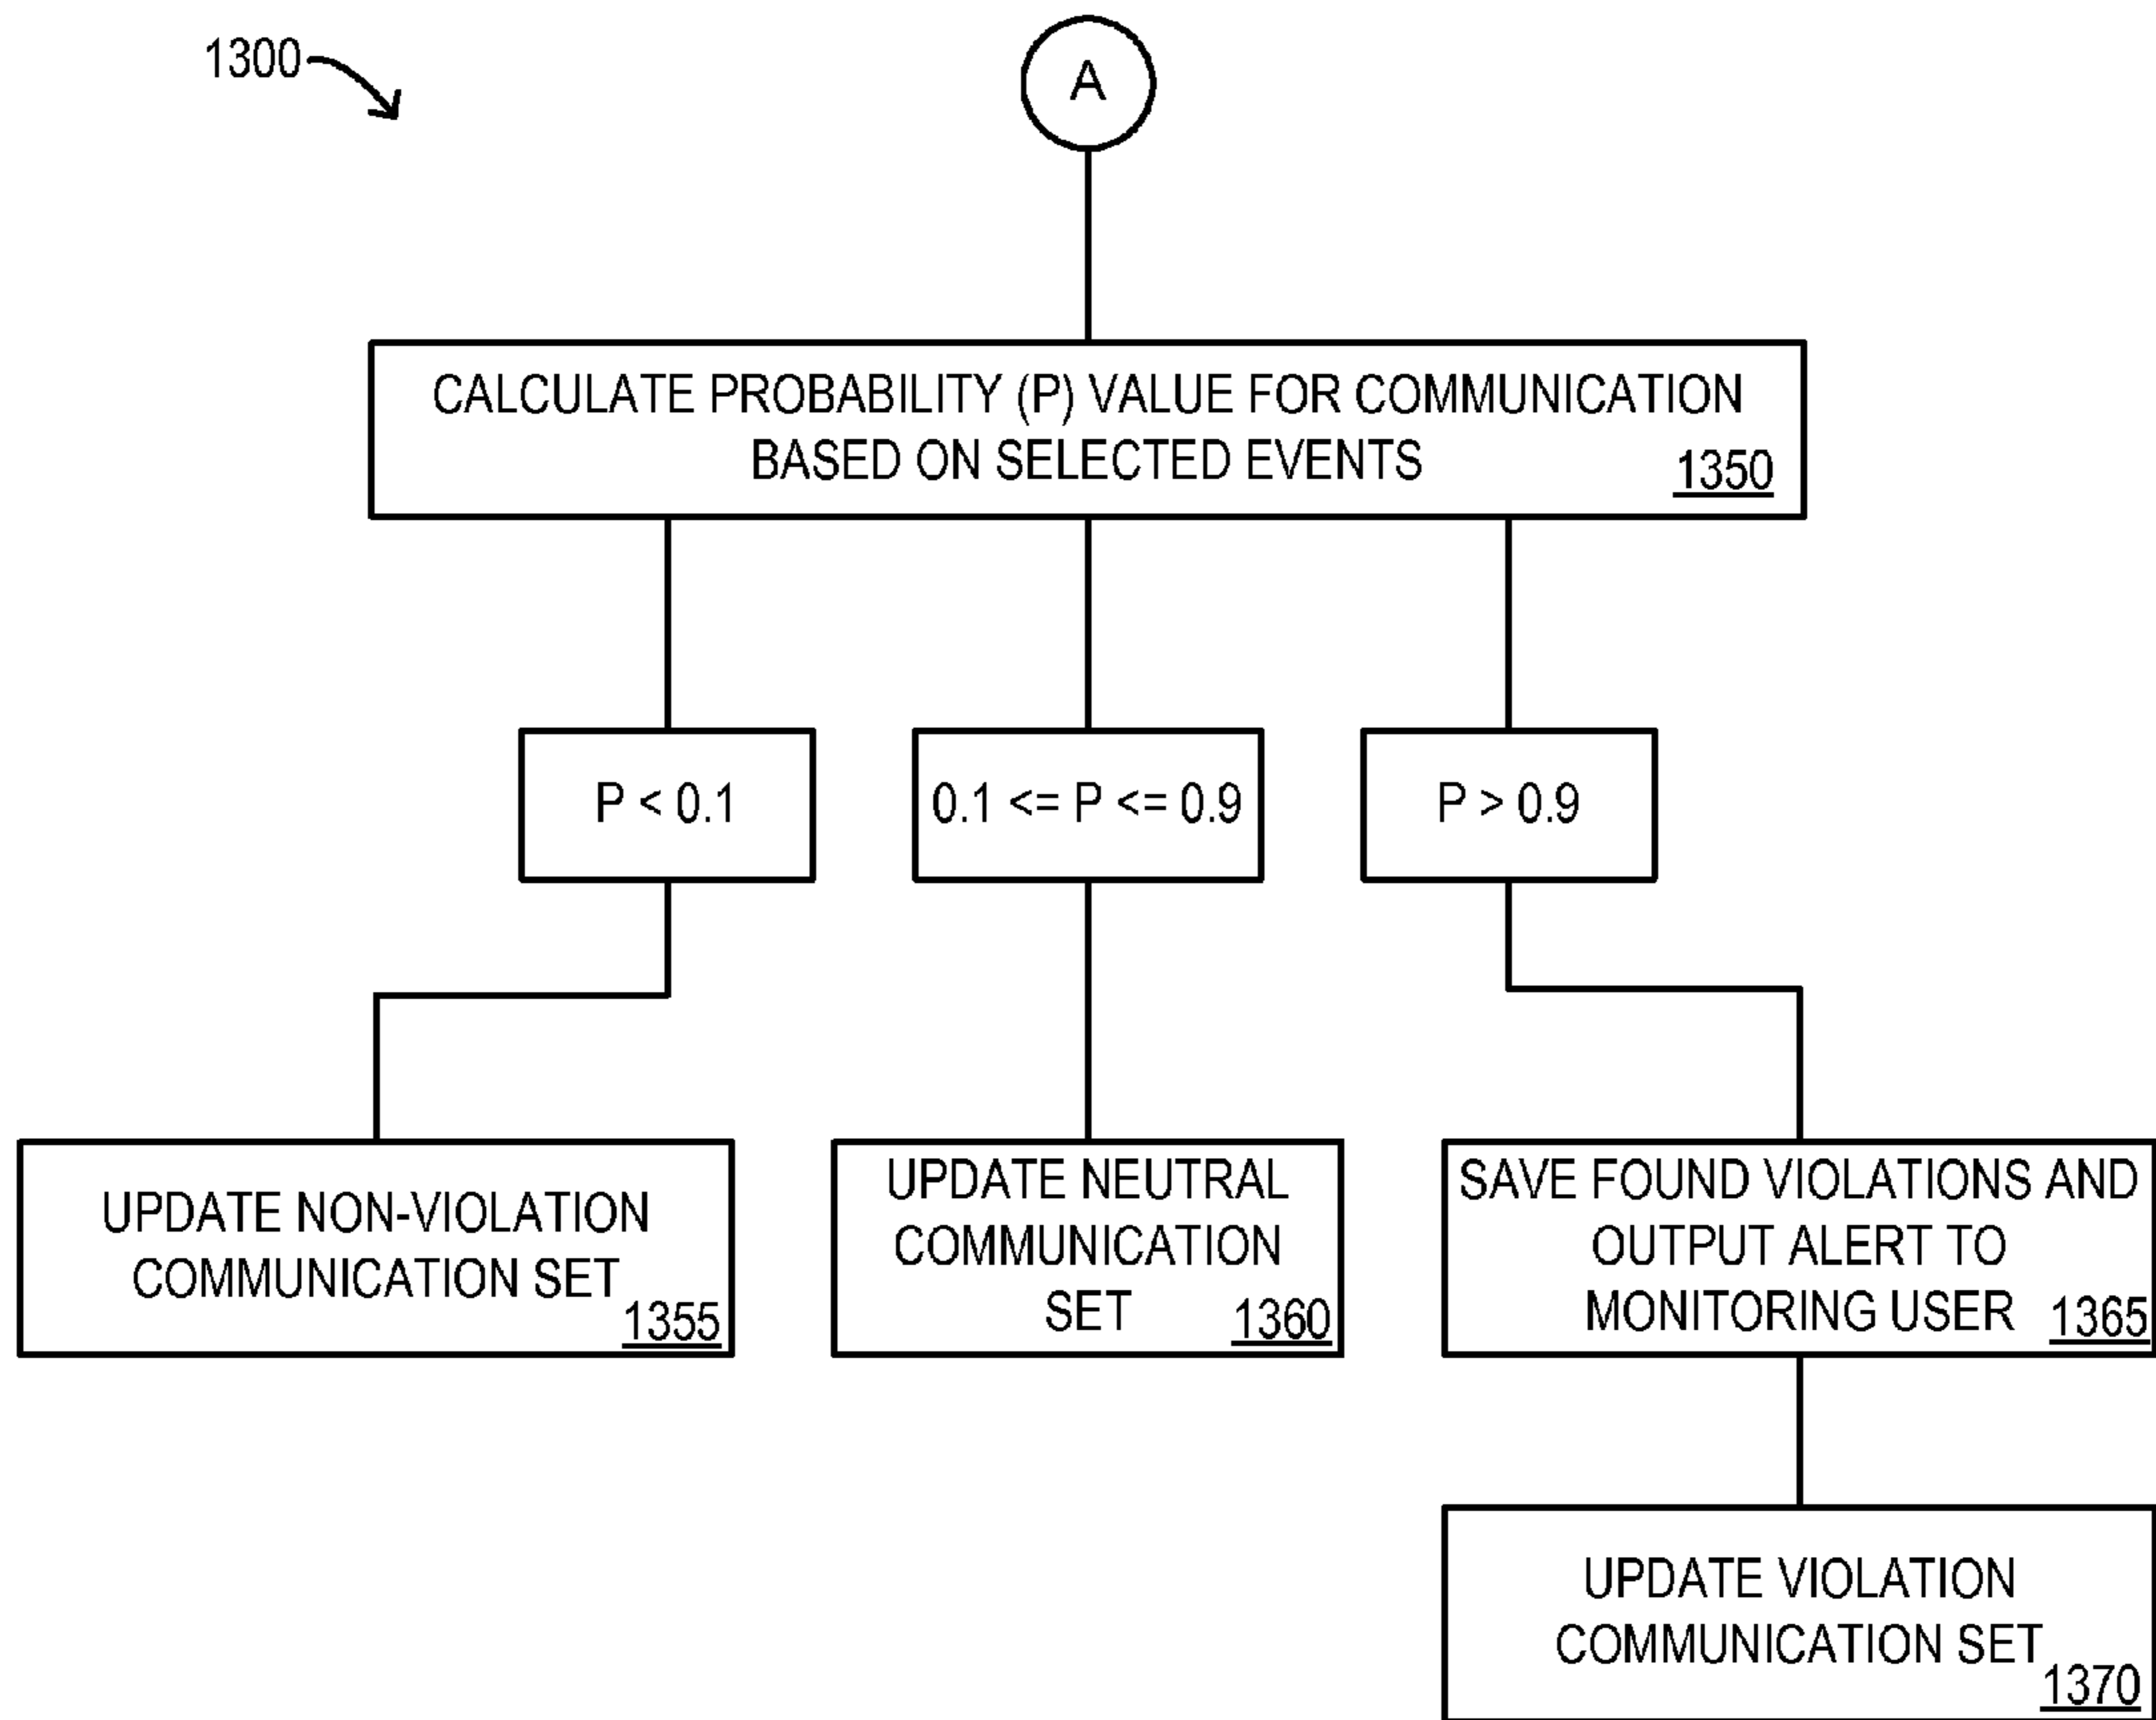 1300
A
CALCULATE PROBABILITY (P) VALUE FOR COMMUNICATION
BASED ON SELECTED EVENTS
1350
P < 0.1
0.1 <= P <= 0.9
P > 0.9
UPDATE NON-VIOLATION
COMMUNICATION SET
1355
UPDATE NEUTRAL
COMMUNICATION
SET
1360
SAVE FOUND VIOLATIONS AND
OUTPUT ALERT TO
MONITORING USER
1365
UPDATE VIOLATION
COMMUNICATION SET
1370